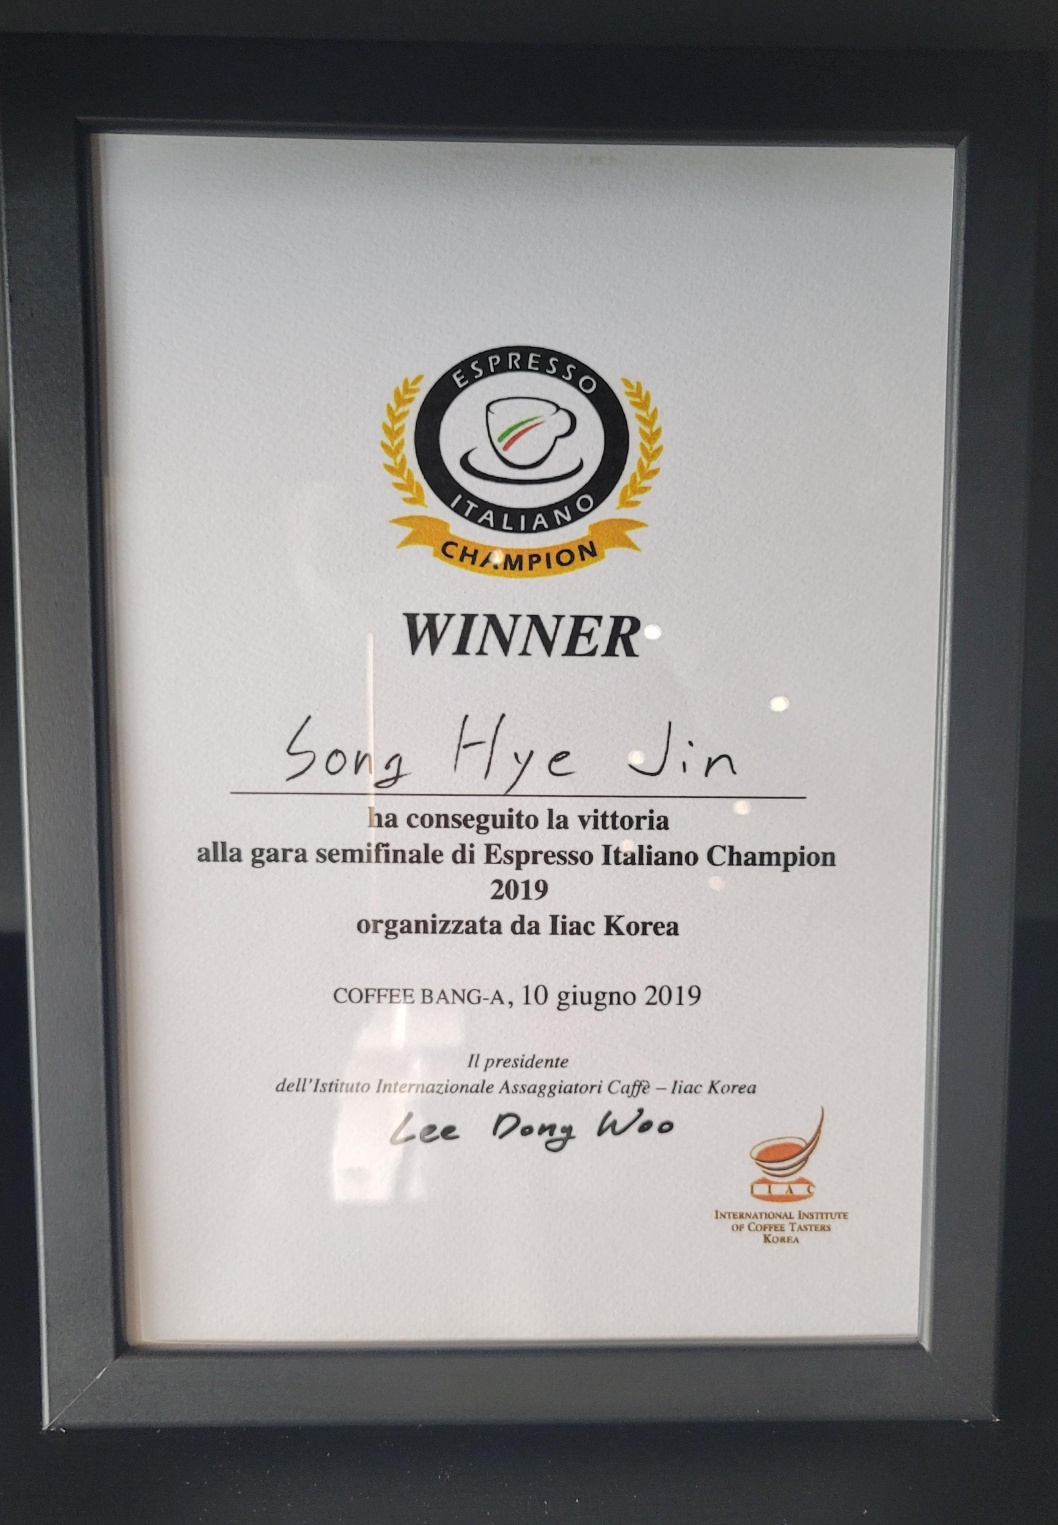 ESPRESSO
ITALIANO
CHAMPION
WINNER
Song Hye Jin
ha conseguito la vittoria
alla gara semifinale di Espresso Italiano Champion
2019
organizzata da Iiac Korea
COFFEE BANG-A, 10 giugno 2019
Il presidente
dell'Istituto Internazionale Assaggiatori Caffè – Iiac Korea
Lee Dong Woo
IIAC
INTERNATIONAL INSTITUTE
OF COFFEE TASTERS
KOREA